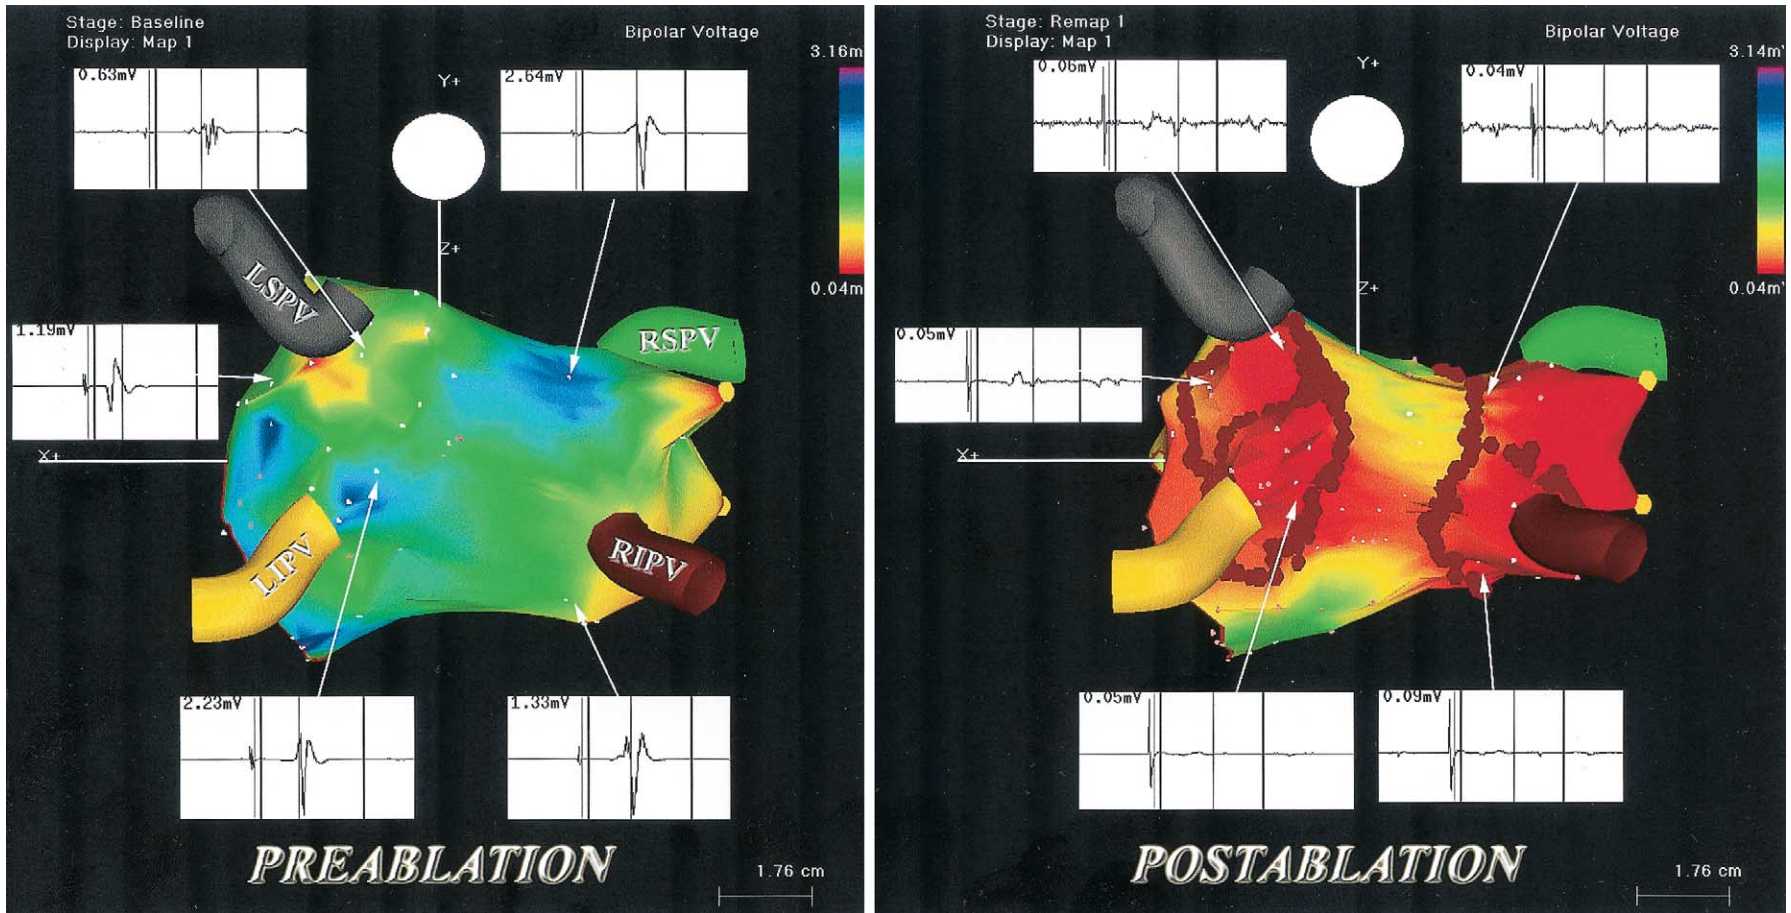 Stage: Baseline
Display: Map 1
Bipolar Voltage
3.16m
0.63mV
Y+
2.64mV
Z+
0.04m
LSPV
RSPV
1.19mV
X+
LIPV
RIPV
2.23mV
1.33mV
PREABLATION
1.76 cm
Stage: Remap 1
Display: Map 1
Bipolar Voltage
3.14m'
0.06mV
Y+
0.04mV
Z+
0.04m'
0.05mV
X+
0.05mV
0.09mV
POSTABLATION
1.76 cm